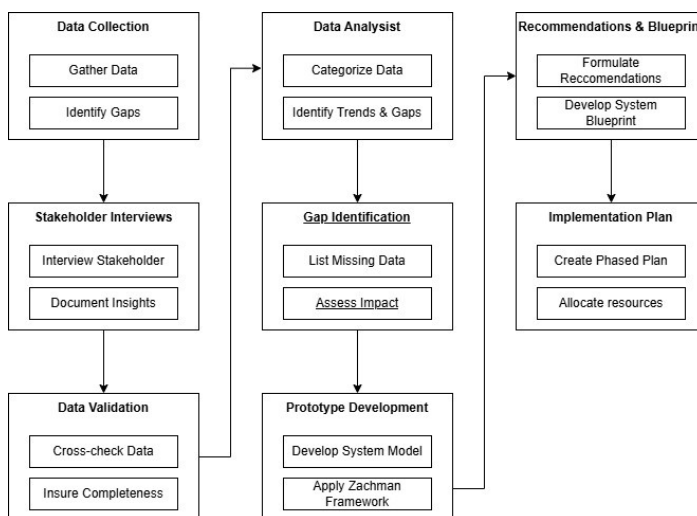 Data Collection
Gather Data
Identify Gaps
Stakeholder Interviews
Interview Stakeholder
Document Insights
Data Validation
Cross-check Data
Insure Completeness
Data Analysist
Categorize Data
Identify Trends & Gaps
Gap Identification
List Missing Data
Assess Impact
Prototype Development
Develop System Model
Apply Zachman
Framework
Recommendations & Blueprin
Formulate
Reccomendations
Develop System
Blueprint
Implementation Plan
Create Phased Plan
Allocate resources